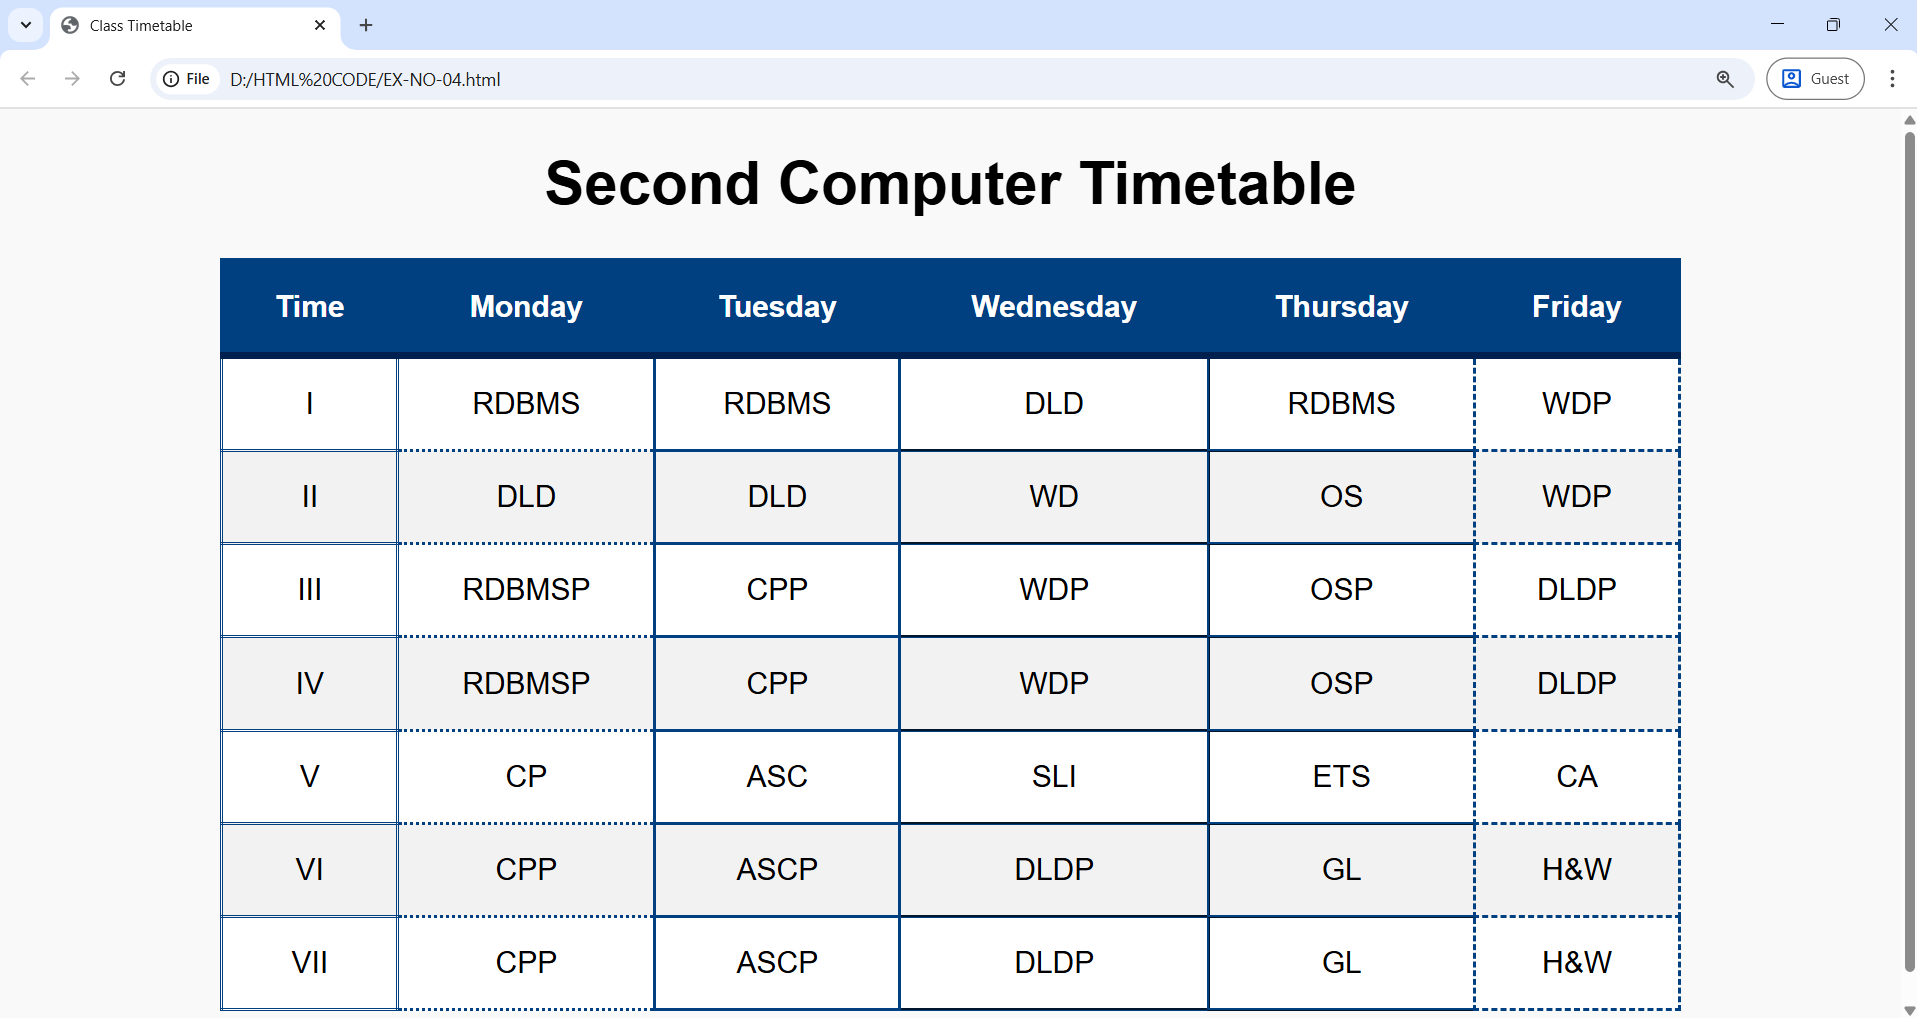 Class Timetable
File D:/HTML%20CODE/EX-NO-04.html Guest
Second Computer Timetable
Time Monday Tuesday Wednesday Thursday Friday
I RDBMS RDBMS DLD RDBMS WDP
II DLD DLD WD OS WDP
III RDBMSP CPP WDP OSP DLDP
IV RDBMSP CPP WDP OSP DLDP
V CP ASC SLI ETS CA
VI CPP ASCP DLDP GL H&W
VII CPP ASCP DLDP GL H&W